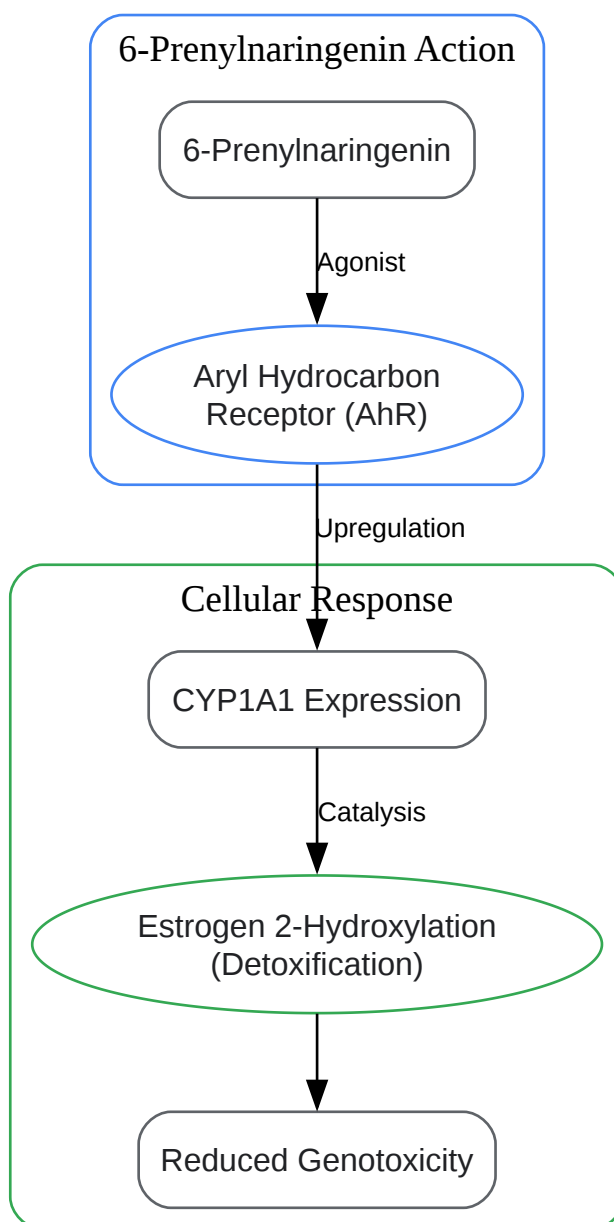 6-Prenylnaringenin Action
6-Prenylnaringenin
Agonist
Aryl Hydrocarbon
Receptor (AhR)
Upregulation
Cellular Response
CYP1A1 Expression
Catalysis
Estrogen 2-Hydroxylation
(Detoxification)
Reduced Genotoxicity